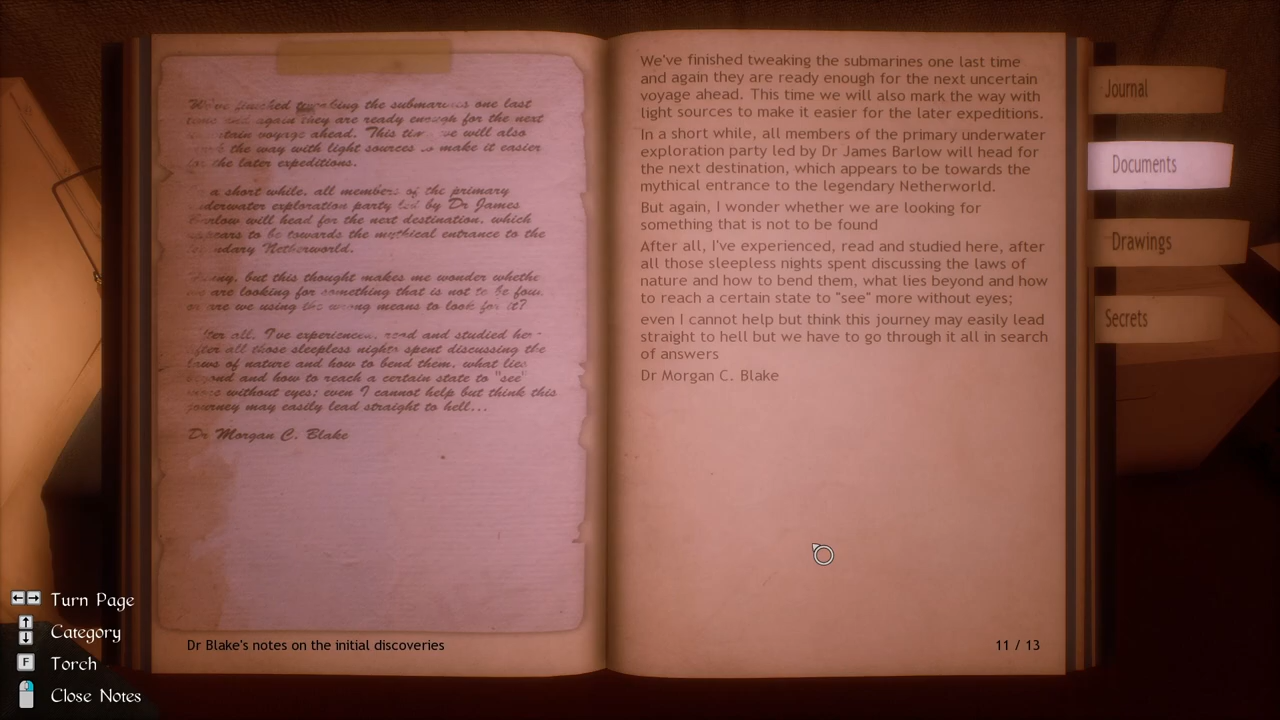 We've finished tweaking the submarines one last
time and again they are ready enough for the next
tain voyage ahead. This we will also
the way with light sources make it easier
the later expeditions.
a short while, all members of the primary
underwater exploration party led by Dr James
Barlow will head for the next destination, which
to be towards the mythical entrance to the
Netherworld.
but this thought makes me wonder
are looking for something that is not to be
or are we using the wrong means to look for it?
After all, I've experienced, read and studied
after all those sleepless nights spent discussing the
laws of nature and how to bend them, what lies
beyond and how to reach a certain state to "see"
without eyes; even I cannot help but think this
journey may easily lead straight to hell...
Dr Morgan C. Blake
Dr Blake's notes on the initial discoveries
We've finished tweaking the submarines one last time
and again they are ready enough for the next uncertain
voyage ahead. This time we will also mark the way with
light sources to make it easier for the later expeditions.
In a short while, all members of the primary underwater
exploration party led by Dr James Barlow will head for
the next destination, which appears to be towards the
mythical entrance to the legendary Netherworld.
But again, I wonder whether we are looking for
something that is not to be found
After all, I've experienced, read and studied here, after
all those sleepless nights spent discussing the laws of
nature and how to bend them, what lies beyond and how
to reach a certain state to "see" more without eyes;
even I cannot help but think this journey may easily lead
straight to hell but we have to go through it all in search
of answers
Dr Morgan C. Blake
11 / 13
Journal
Documents
Drawings
Secrets
Turn Page
Category
F Torch
Close Notes